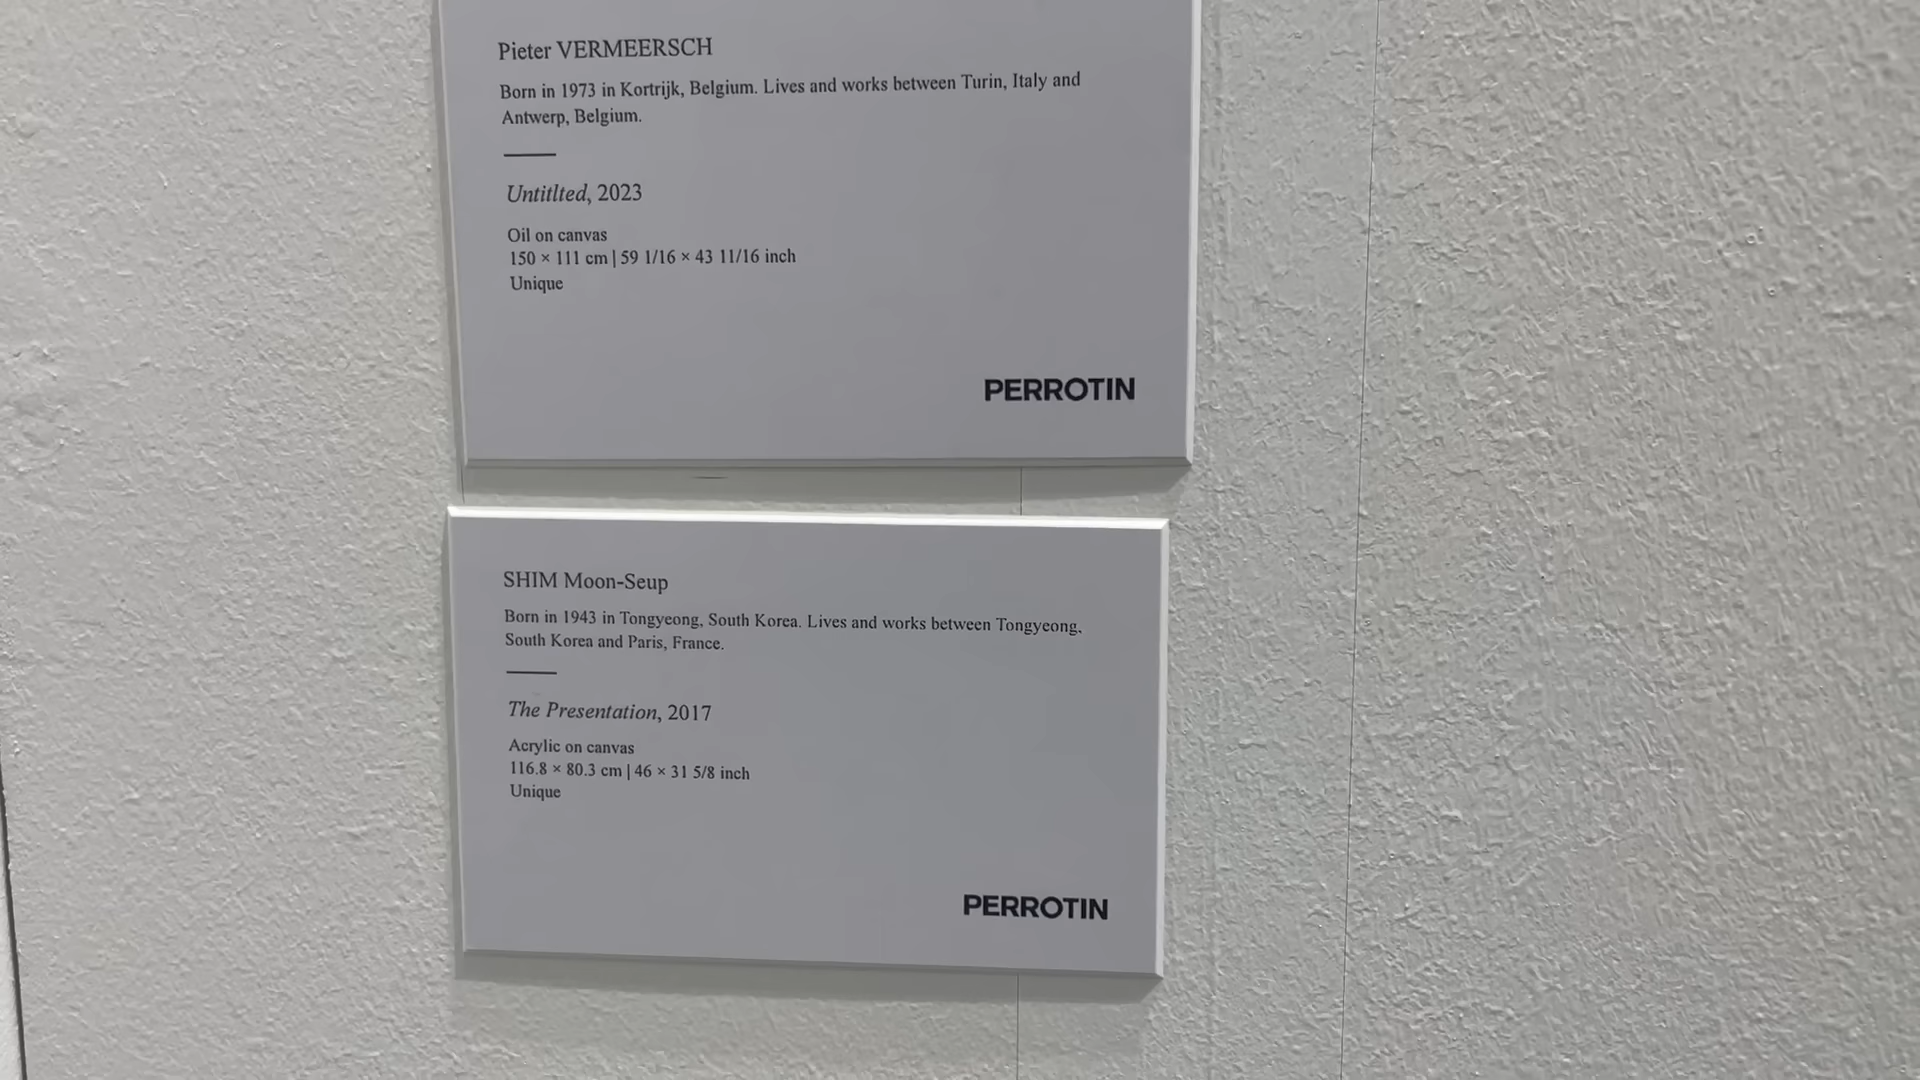 Pieter VERMEERSCH
Born in 1973 in Kortrijk, Belgium. Lives and works between Turin, Italy and
Antwerp, Belgium.
Untitlted, 2023
Oil on canvas
150 × 111 cm | 59 1/16 × 43 11/16 inch
Unique
PERROTIN
SHIM Moon-Seup
Born in 1943 in Tongyeong, South Korea. Lives and works between Tongyeong,
South Korea and Paris, France.
The Presentation, 2017
Acrylic on canvas
116.8 × 80.3 cm | 46 × 31 5/8 inch
Unique
PERROTIN